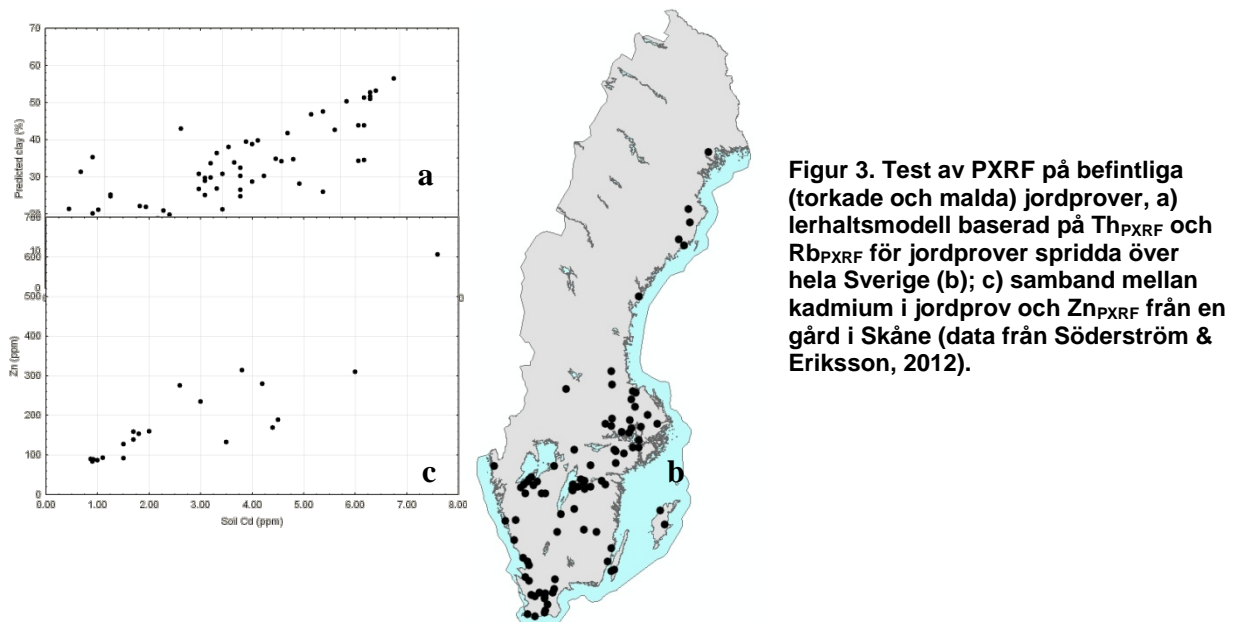 70
60
50
40
30
20
Predicted clay (%)
a
700
10
600
0
500
400
300
200
100
0
Zn (ppm)
c
0.00 1.00 2.00 3.00 4.00 5.00 6.00 7.00 8.00
Soil Cd (ppm)
b
Figur 3. Test av PXRF på befintliga
(torkade och malda) jordprover, a)
lerhaltsmodell baserad på ThPXRF och
RbPXRF för jordprover spridda över
hela Sverige (b); c) samband mellan
kadmium i jordprov och ZnPXRF från en
gård i Skåne (data från Söderström &
Eriksson, 2012).